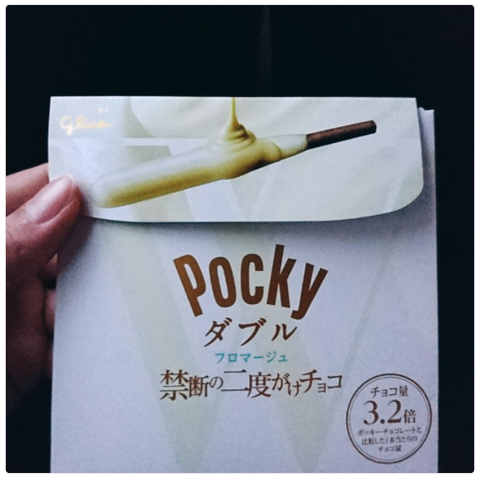 Glico
Pocky
ダブル
フロマージュ
禁断の二度がけチョコ
チョコ量
3.2倍
ポッキーチョコレートと
比較した1本当たりの
チョコ量